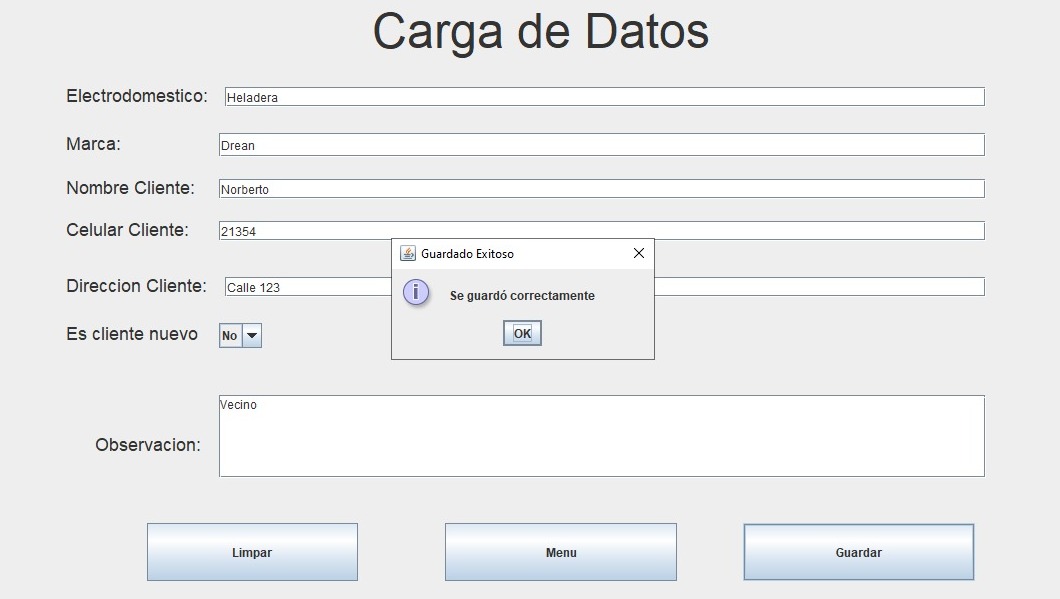 Carga de Datos
Electrodomestico: Heladera
Marca: Drean
Nombre Cliente: Norberto
Celular Cliente: 21354
Guardado Exitoso
Se guardó correctamente
OK
Direccion Cliente: Calle 123
Es cliente nuevo No
Observacion: Vecino
Limpar Menu Guardar